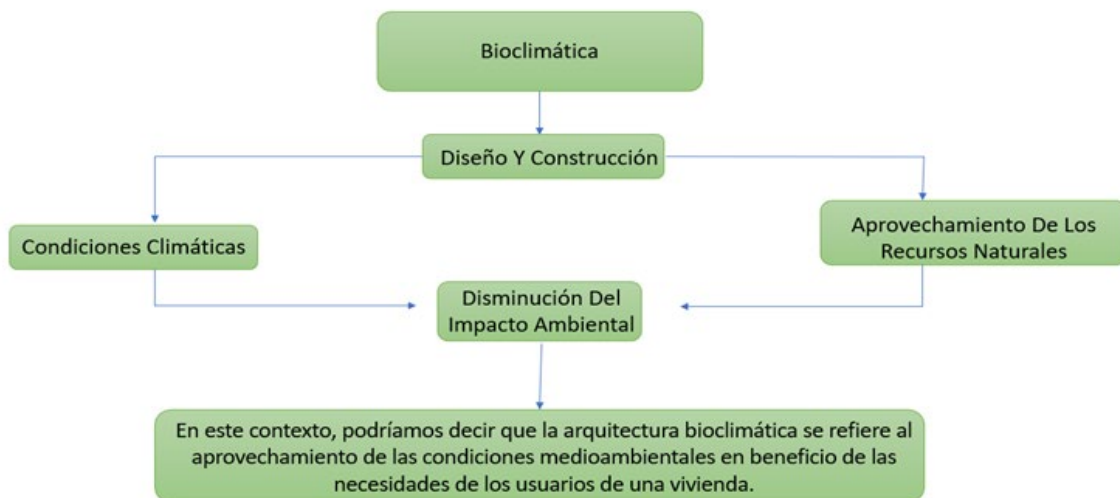 Bioclimática
Diseño Y Construcción
Condiciones Climáticas
Aprovechamiento De Los
Recursos Naturales
Disminución Del
Impacto Ambiental
En este contexto, podríamos decir que la arquitectura bioclimática se refiere al
aprovechamiento de las condiciones medioambientales en beneficio de las
necesidades de los usuarios de una vivienda.